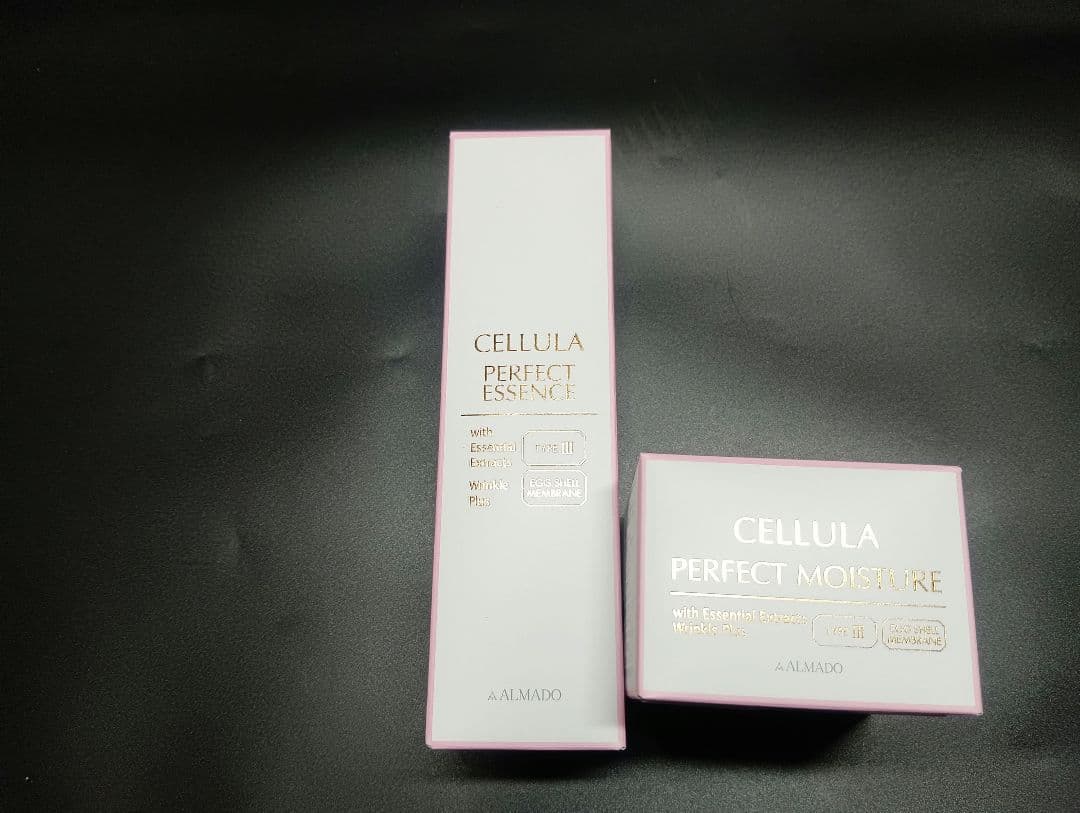 CELLULA
PERFECT
ESSENCE
with
Essential
Extracts
TYPE III
Wrinkle
Plus
EGG SHELL
MEMBRANE
ALMADO
CELLULA
PERFECT MOISTURE
with Essential Extracts
Wrinkle Plus
TYPE III
EGG SHELL
MEMBRANE
ALMADO